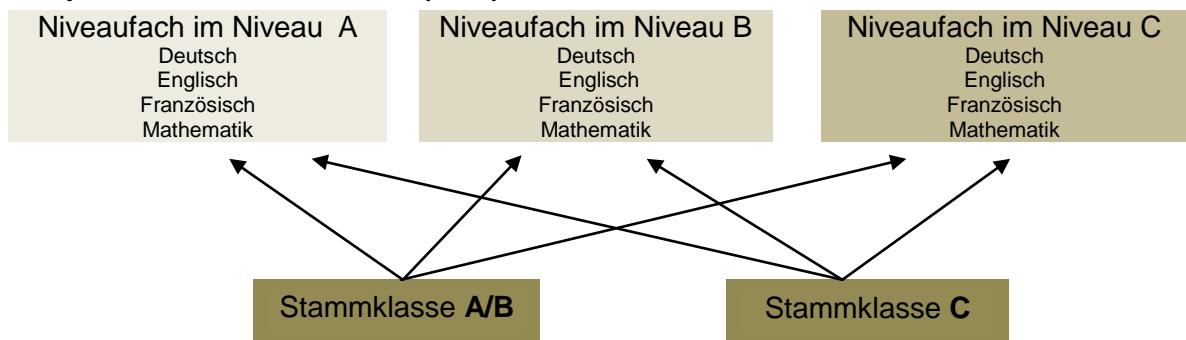 Niveaufach im Niveau A
Deutsch
Englisch
Französisch
Mathematik
Niveaufach im Niveau B
Deutsch
Englisch
Französisch
Mathematik
Niveaufach im Niveau C
Deutsch
Englisch
Französisch
Mathematik
Stammklasse A/B
Stammklasse C